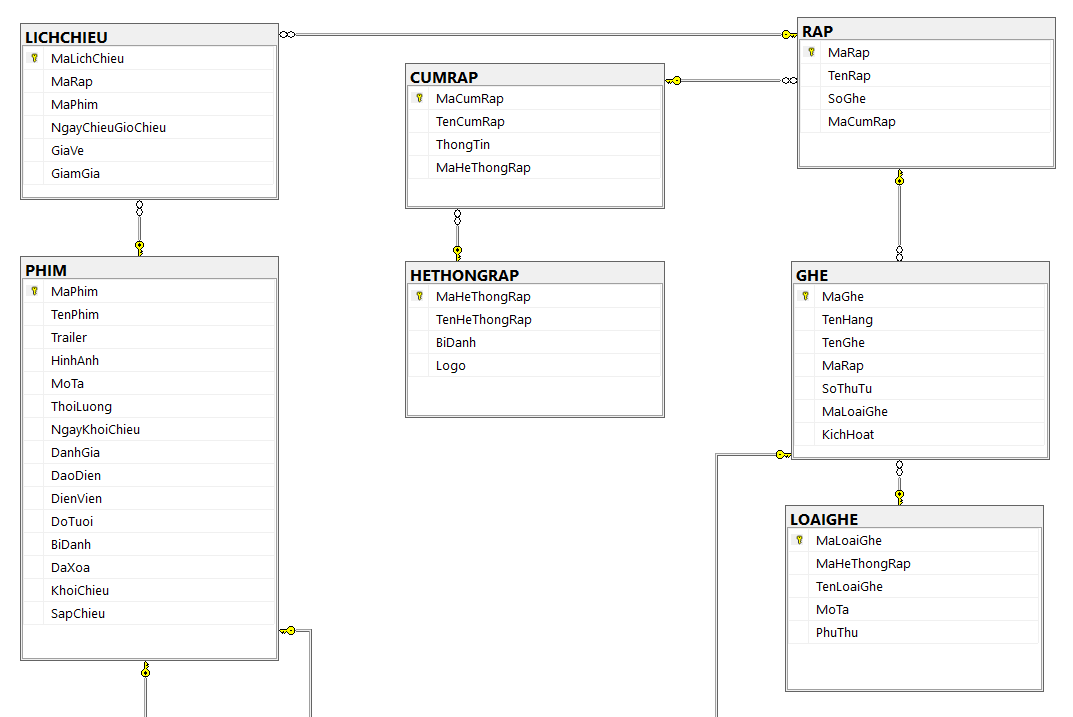 LICHCHIEU
MaLichChieu
MaRap
MaPhim
NgayChieuGioChieu
GiaVe
GiamGia
CUMRAP
MaCumRap
TenCumRap
ThongTin
MaHeThongRap
RAP
MaRap
TenRap
SoGhe
MaCumRap
PHIM
MaPhim
TenPhim
Trailer
HinhAnh
MoTa
ThoiLuong
NgayKhoiChieu
DanhGia
DaoDien
DienVien
DoTuoi
BiDanh
DaXoa
KhoiChieu
SapChieu
HETHONGRAP
MaHeThongRap
TenHeThongRap
BiDanh
Logo
GHE
MaGhe
TenHang
TenGhe
MaRap
SoThuTu
MaLoaiGhe
KichHoat
LOAIGHE
MaLoaiGhe
MaHeThongRap
TenLoaiGhe
MoTa
PhuThu